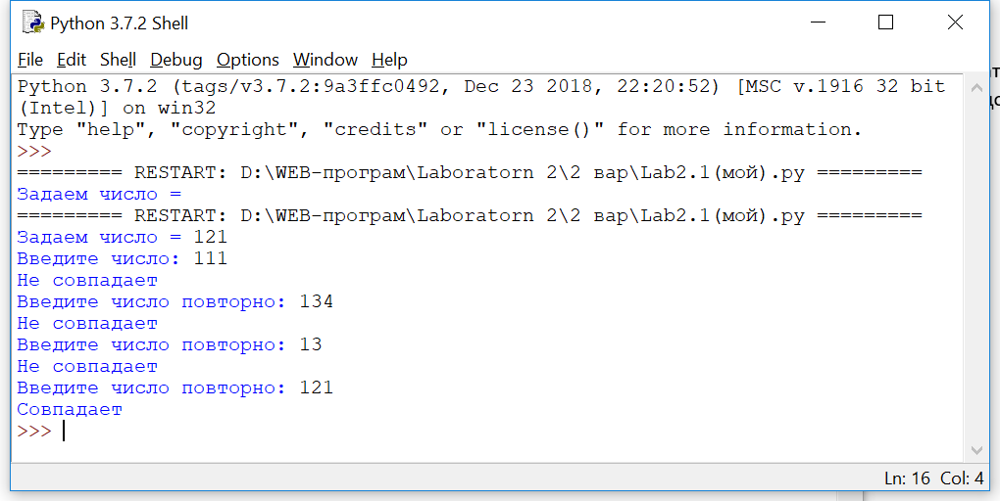 Python 3.7.2 Shell
File Edit Shell Debug Options Window Help
Python 3.7.2 (tags/v3.7.2:9a3ffc0492, Dec 23 2018, 22:20:52) [MSC v.1916 32 bit
(Intel)] on win32
Type "help", "copyright", "credits" or "license()" for more information.
>>>
========= RESTART: D:\WEB-програм\Laboratorn 2\2 вар\Lab2.1(мой).py =========
Задаем число =
========= RESTART: D:\WEB-програм\Laboratorn 2\2 вар\Lab2.1(мой).py =========
Задаем число = 121
Введите число: 111
Не совпадает
Введите число повторно: 134
Не совпадает
Введите число повторно: 13
Не совпадает
Введите число повторно: 121
Совпадает
>>>
Ln: 16 Col: 4